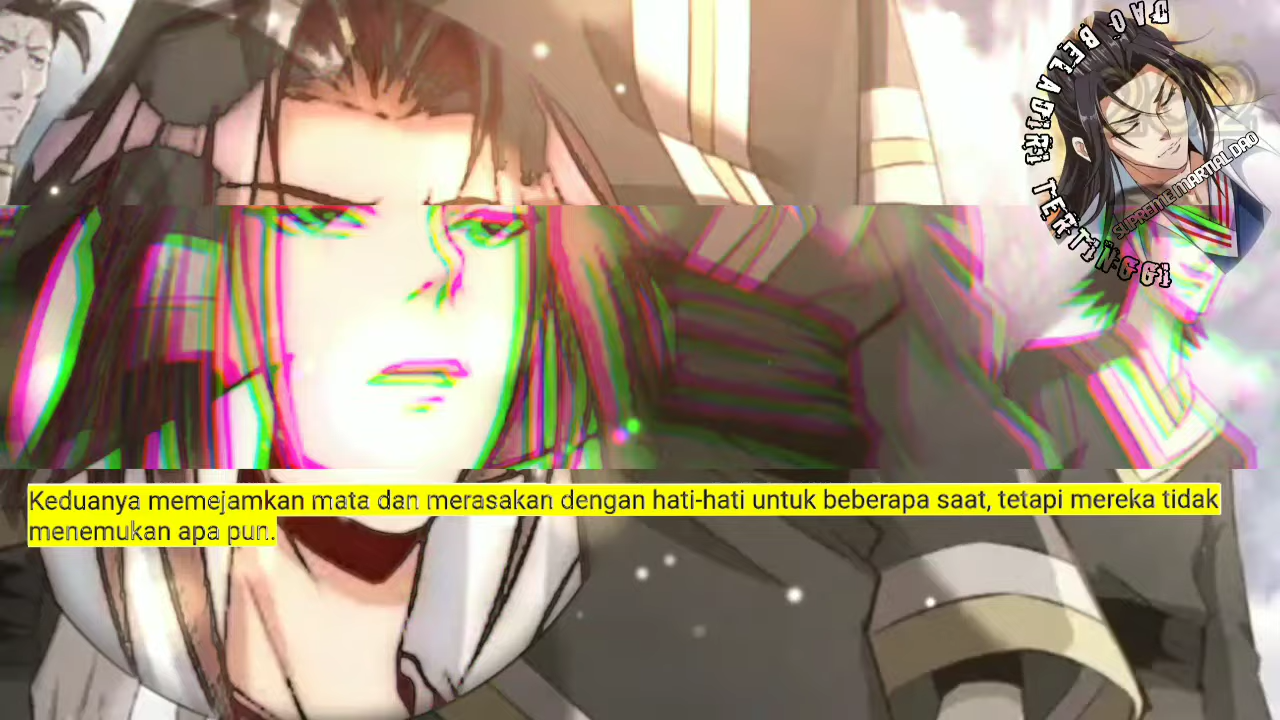 DAO BELADIRI TERTINGGI
SUPREME MARTIAL DAO
Keduanya memejamkan mata dan merasakan dengan hati-hati untuk beberapa saat, tetapi mereka tidak
menemukan apa pun.